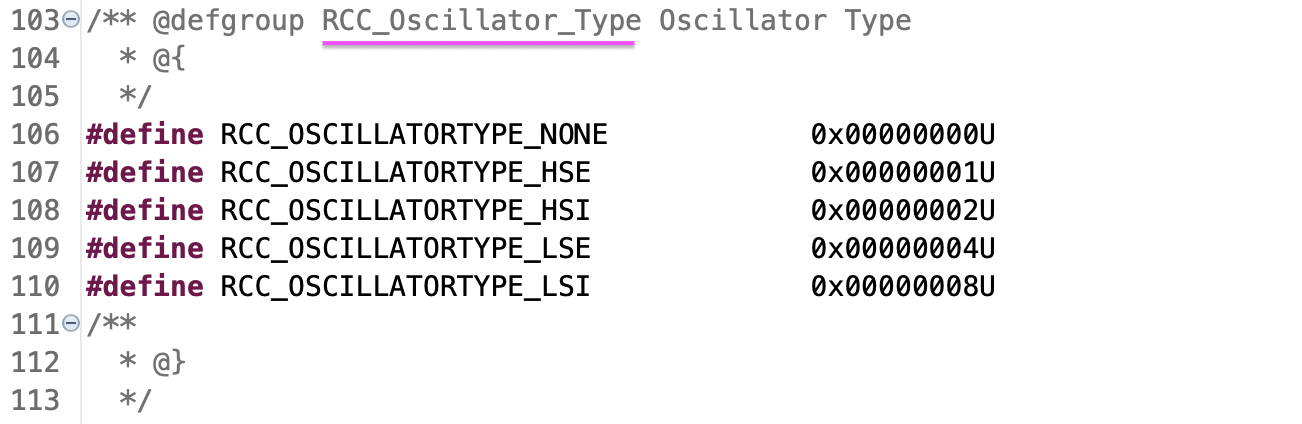 103 /** @defgroup RCC_Oscillator_Type Oscillator Type
104   * @{
105   */
106 #define RCC_OSCILLATORTYPE_NONE            0x00000000U
107 #define RCC_OSCILLATORTYPE_HSE             0x00000001U
108 #define RCC_OSCILLATORTYPE_HSI             0x00000002U
109 #define RCC_OSCILLATORTYPE_LSE             0x00000004U
110 #define RCC_OSCILLATORTYPE_LSI             0x00000008U
111 /**
112   * @}
113   */